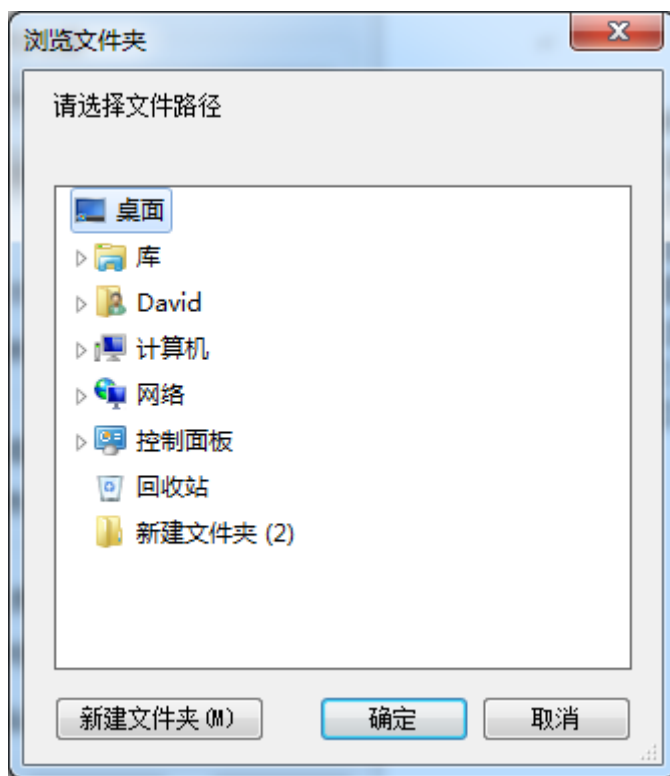 浏览文件夹
请选择文件路径
桌面
库
David
计算机
网络
控制面板
回收站
新建文件夹 (2)
新建文件夹(M) 确定 取消